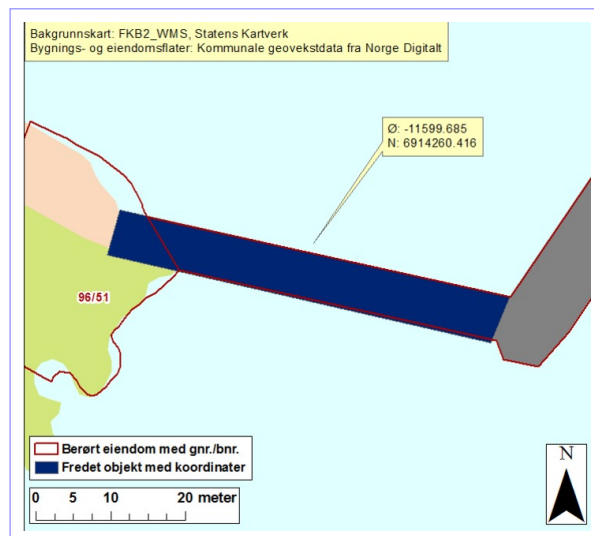 Bakgrunnskart: FKB2_WMS, Statens Kartverk
Bygnings- og eiendomsflater: Kommunale geovekstdata fra Norge Digitalt
Ø: -11599.685
N: 6914260.416
96/51
Berørt eiendom med gnr./bnr.
Fredet objekt med koordinater
0 5 10 20 meter
N